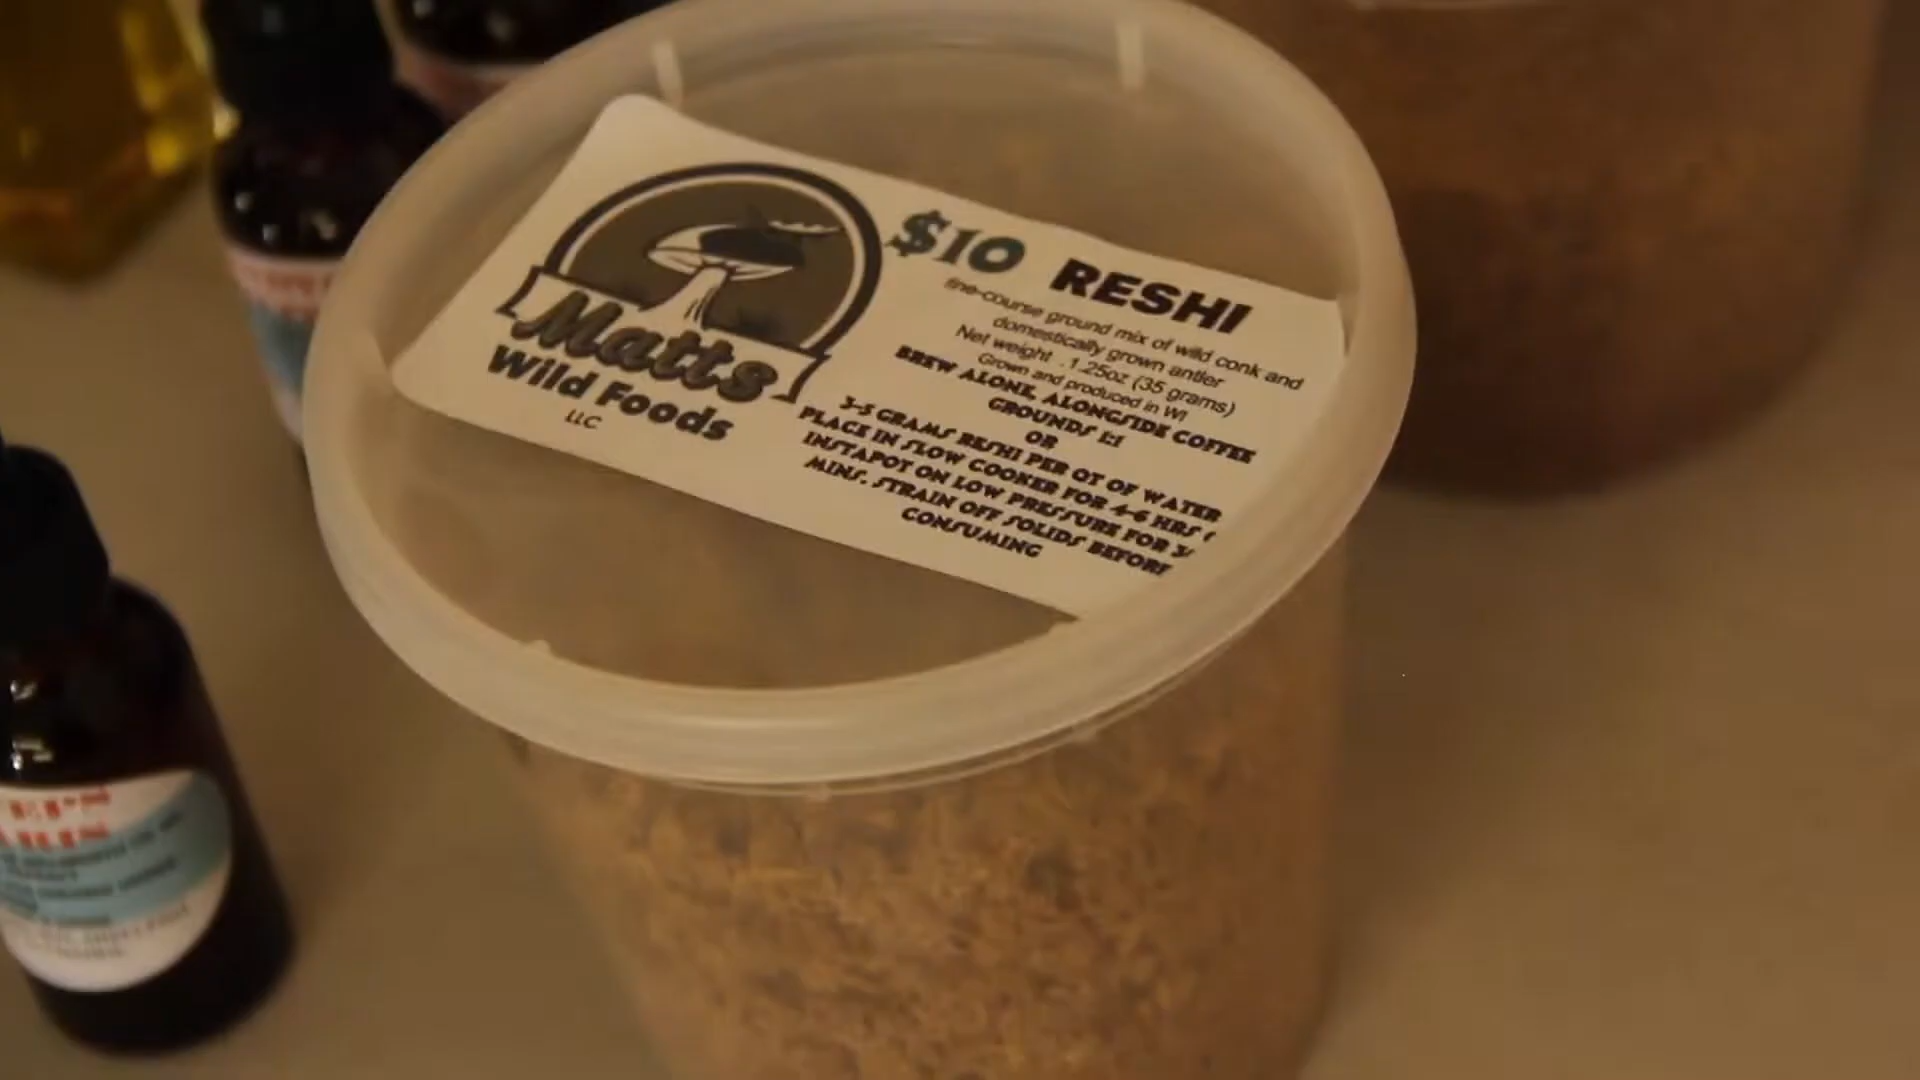 Matts
Wild Foods
LLC
$10 RESHI
fine-course ground mix of wild conk and
domestically grown antler
Net weight .1.25oz (35 grams)
Grown and produced in WI
BREW ALONE, ALONGSIDE COFFEE
GROUNDS 1:1
OR
3-5 GRAMS RESHI PER QT OF WATER
PLACE IN SLOW COOKER FOR 4-6 HRS
INSTAPOT ON LOW PRESSURE FOR
MINS. STRAIN OFF SOLIDS BEFORE
CONSUMING